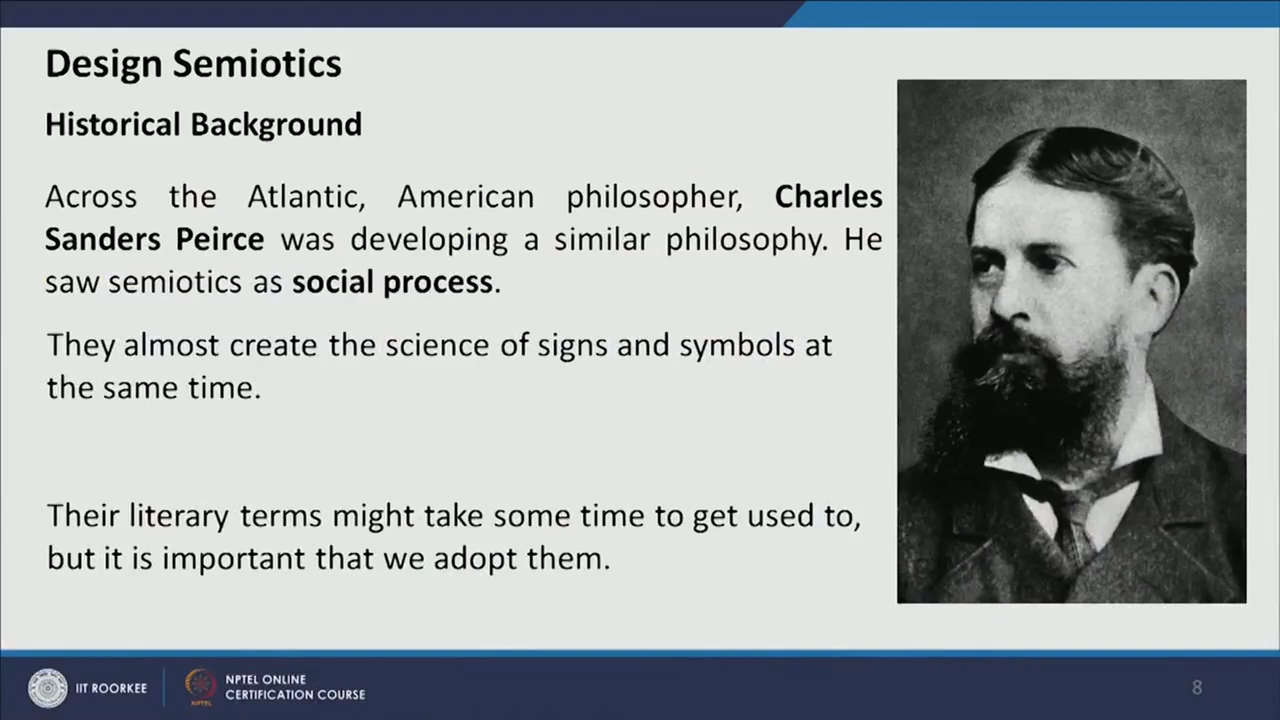 Design Semiotics
Historical Background
Across the Atlantic, American philosopher, Charles
Sanders Peirce was developing a similar philosophy. He
saw semiotics as social process.
They almost create the science of signs and symbols at
the same time.
Their literary terms might take some time to get used to,
but it is important that we adopt them.
IIT ROORKEE
NPTEL
NPTEL ONLINE
CERTIFICATION COURSE
8